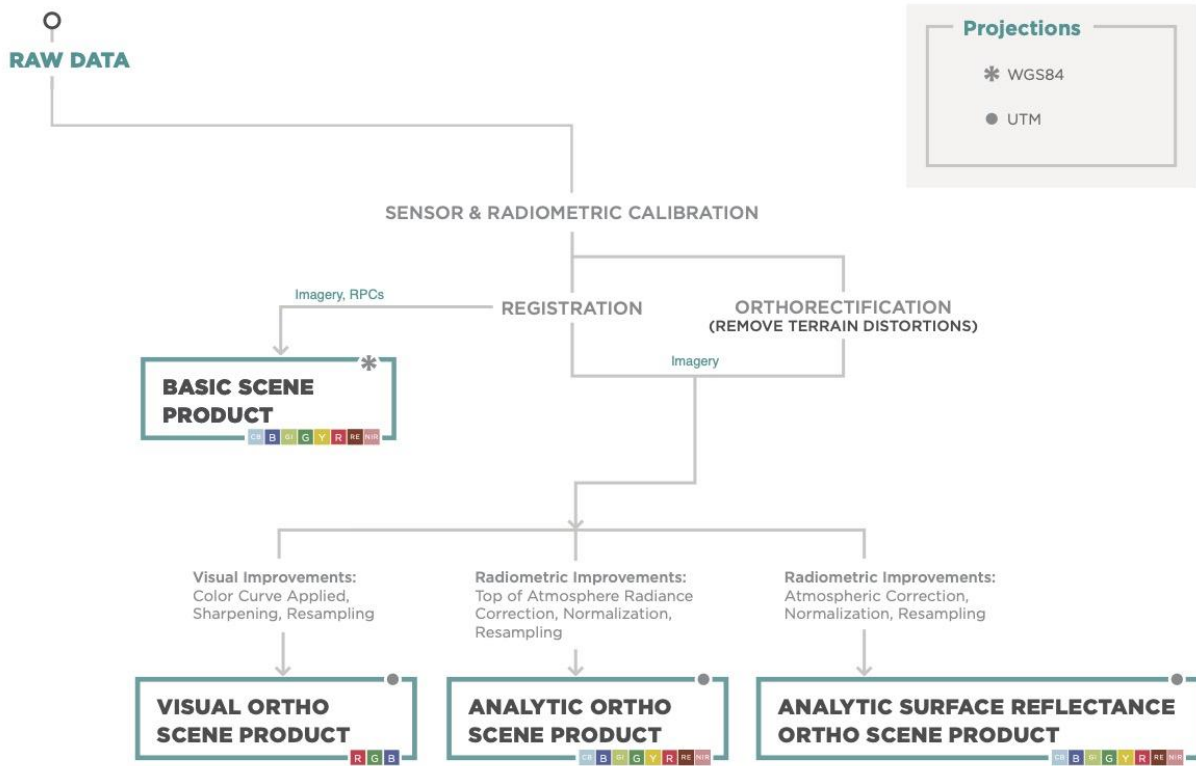 RAW DATA
Projections
WGS84
UTM
SENSOR & RADIOMETRIC CALIBRATION
Imagery, RPCs
REGISTRATION
ORTHORECTIFICATION
(REMOVE TERRAIN DISTORTIONS)
Imagery
BASIC SCENE
PRODUCT
CB B GI G Y R RE NIR
Visual Improvements:
Color Curve Applied,
Sharpening, Resampling
Radiometric Improvements:
Top of Atmosphere Radiance
Correction, Normalization,
Resampling
Radiometric Improvements:
Atmospheric Correction,
Normalization, Resampling
VISUAL ORTHO
SCENE PRODUCT
R G B
ANALYTIC ORTHO
SCENE PRODUCT
CB B GI G Y R RE NIR
ANALYTIC SURFACE REFLECTANCE
ORTHO SCENE PRODUCT
CB B GI G Y R RE NIR